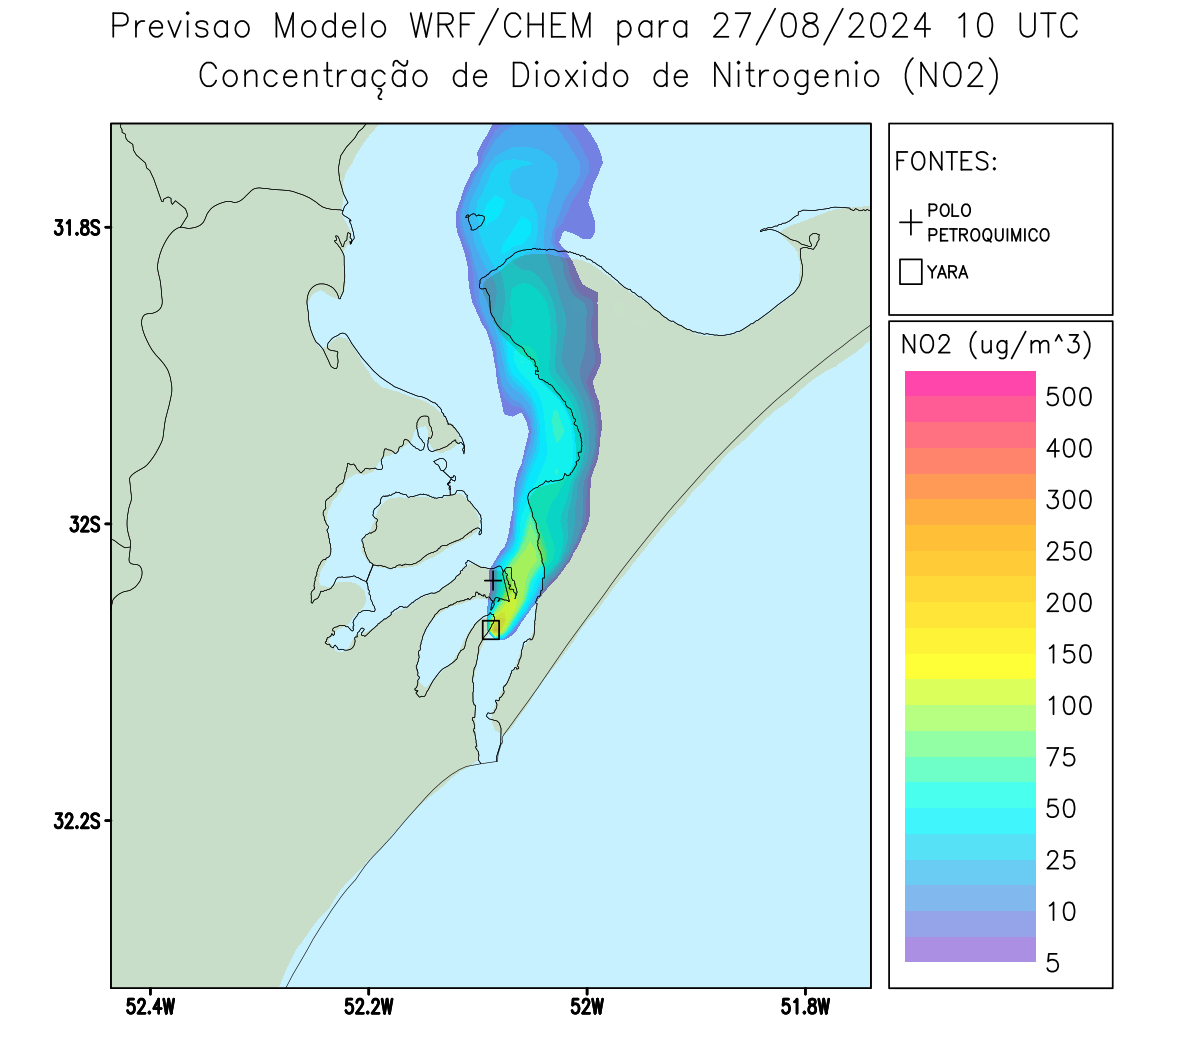 Previsao Modelo WRF/CHEM para 27/08/2024 10 UTC
Concentração de Dioxido de Nitrogenio (NO2)
FONTES:
POLO
PETROQUIMICO
YARA
NO2 (ug/m^3)
500
400
300
250
200
150
100
75
50
25
10
5
31.8S
32S
32.2S
52.4W
52.2W
52W
51.8W